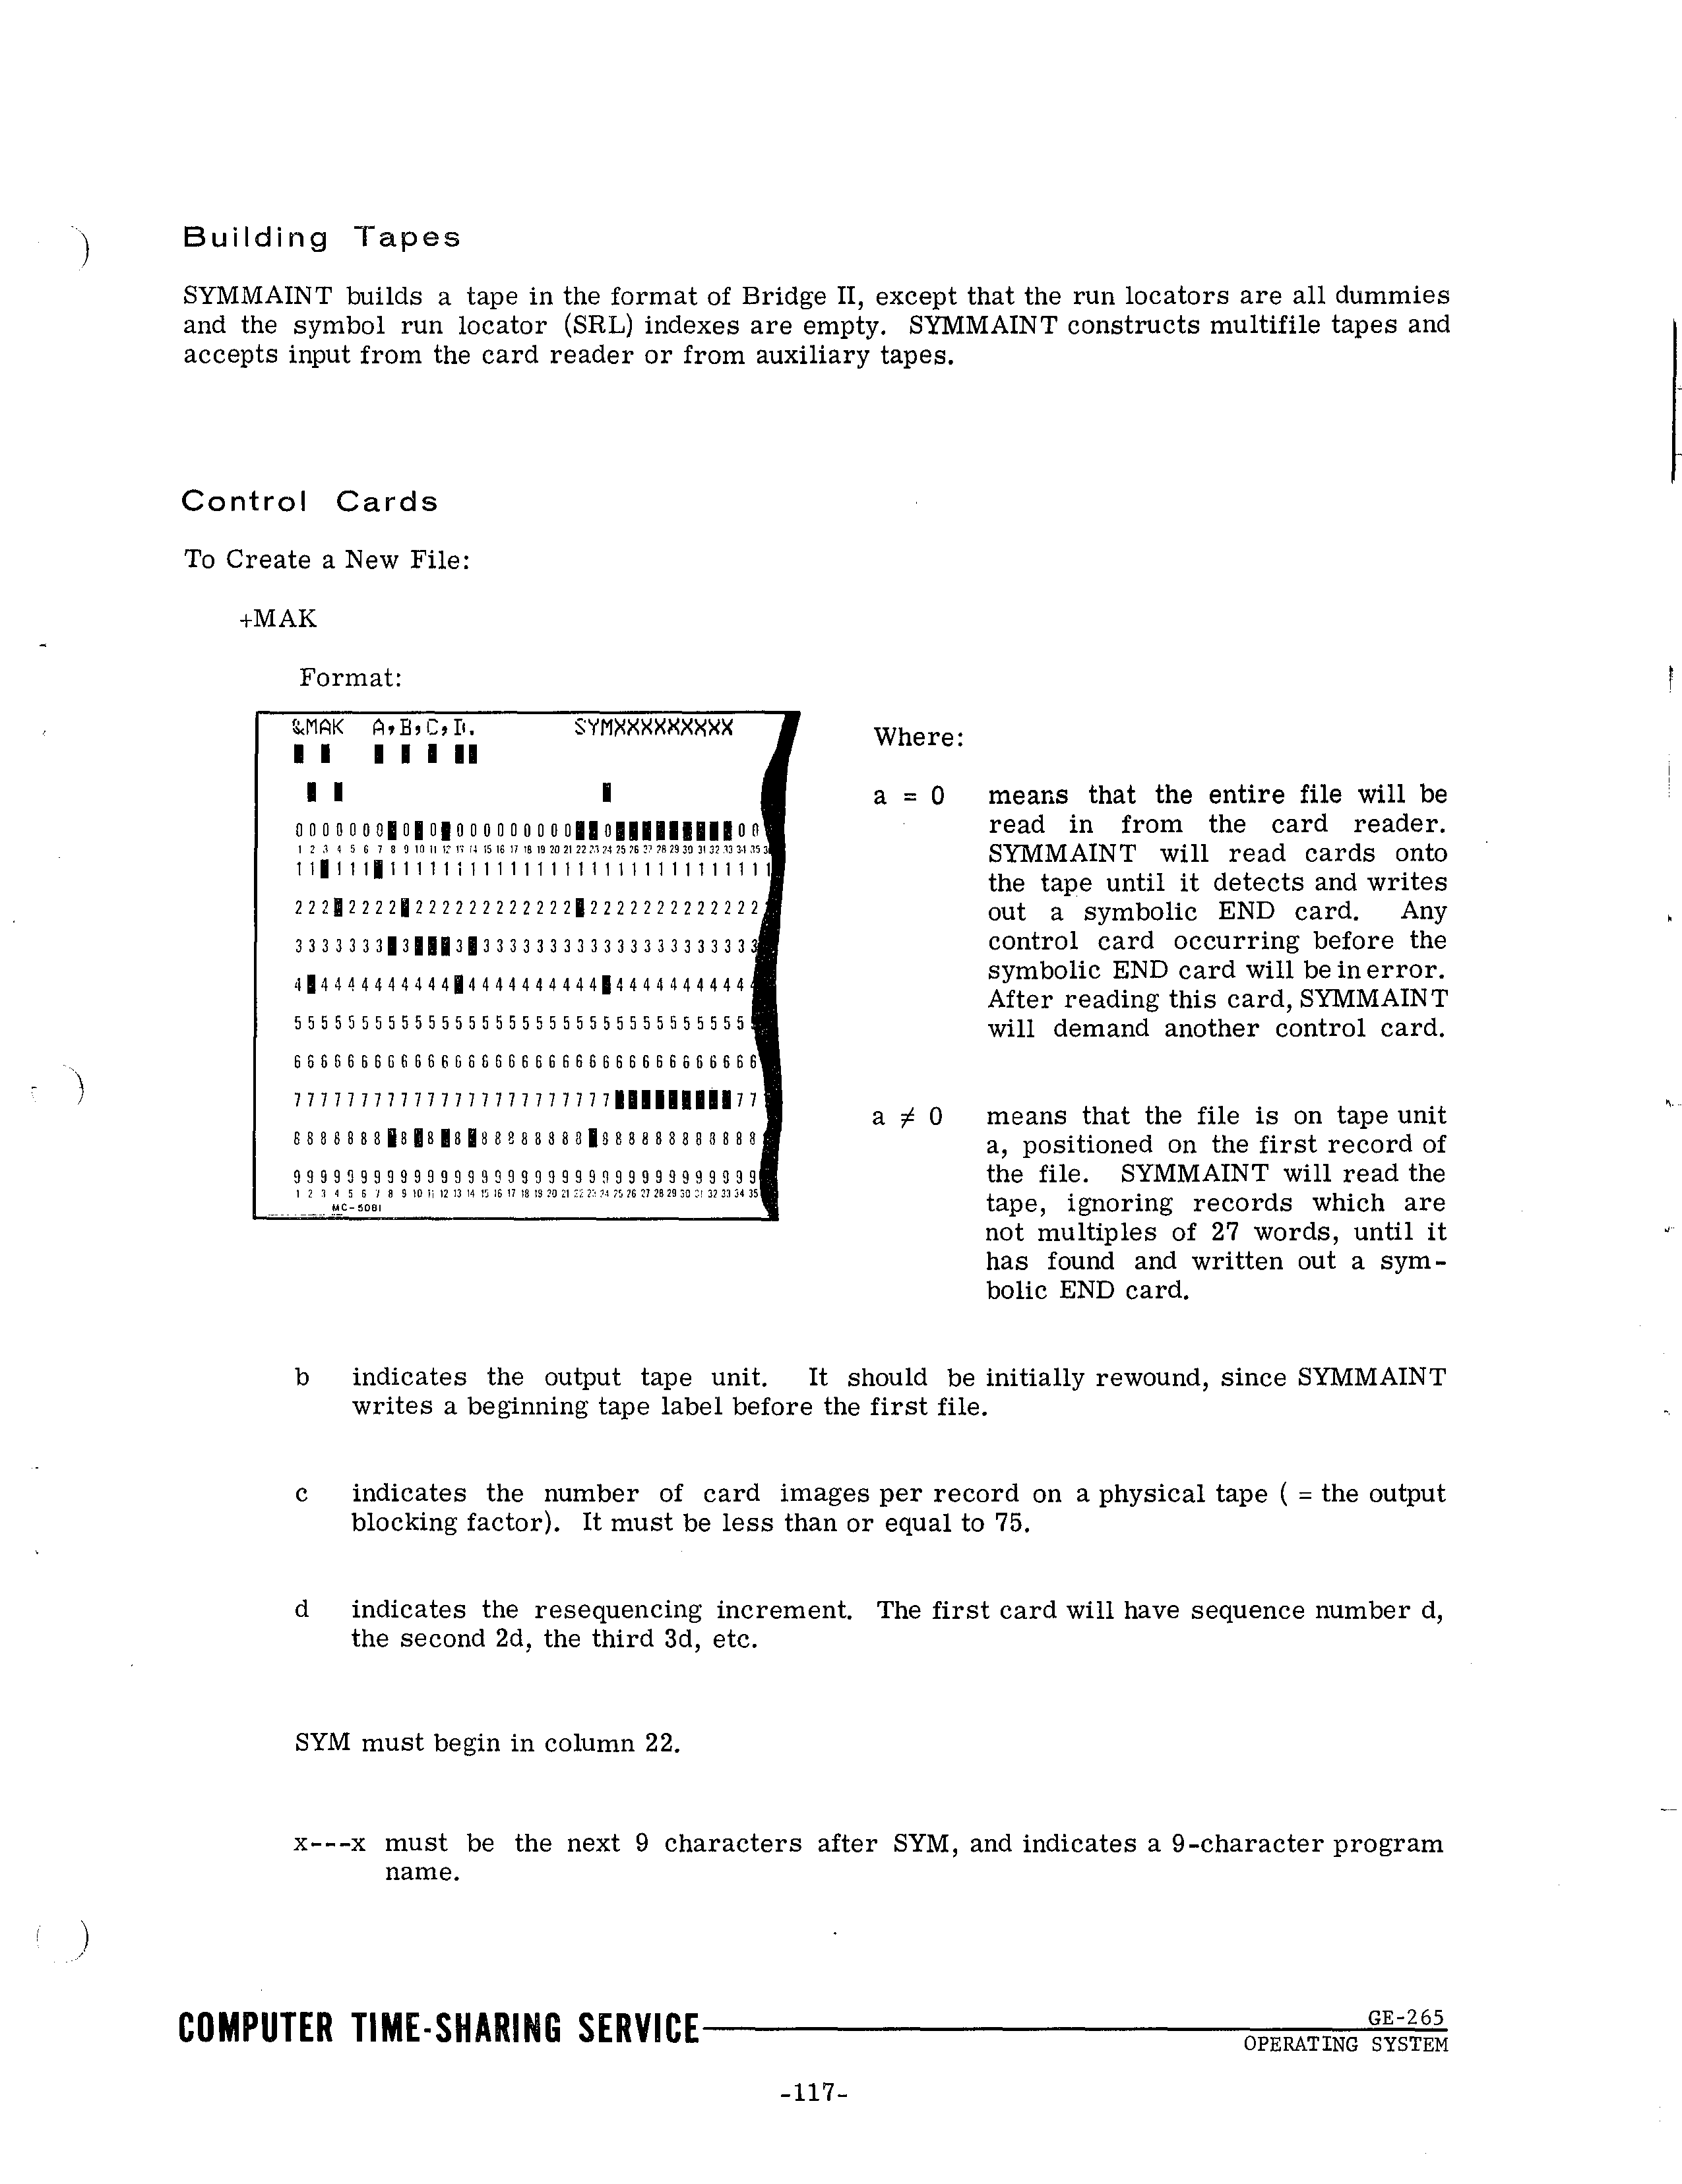 Building Tapes
SYMMAINT builds a tape in the format of Bridge II, except that the run locators are all dummies
and the symbol run locator (SRL) indexes are empty. SYMMAINT constructs multifile tapes and
accepts input from the card reader or from auxiliary tapes.
Control Cards
To Create a New File:
+MAK
Format:
&MAK A,B,C,D. SYMXXXXXXXXX
MC-5081
Where:
a = 0 means that the entire file will be
read in from the card reader.
SYMMAINT will read cards onto
the tape until it detects and writes
out a symbolic END card. Any
control card occurring before the
symbolic END card will be in error.
After reading this card, SYMMAINT
will demand another control card.
a ≠ 0 means that the file is on tape unit
a, positioned on the first record of
the file. SYMMAINT will read the
tape, ignoring records which are
not multiples of 27 words, until it
has found and written out a sym-
bolic END card.
b indicates the output tape unit. It should be initially rewound, since SYMMAINT
writes a beginning tape label before the first file.
c indicates the number of card images per record on a physical tape ( = the output
blocking factor). It must be less than or equal to 75.
d indicates the resequencing increment. The first card will have sequence number d,
the second 2d, the third 3d, etc.
SYM must begin in column 22.
x---x must be the next 9 characters after SYM, and indicates a 9-character program
name.
COMPUTER TIME-SHARING SERVICE
GE-265
OPERATING SYSTEM
-117-